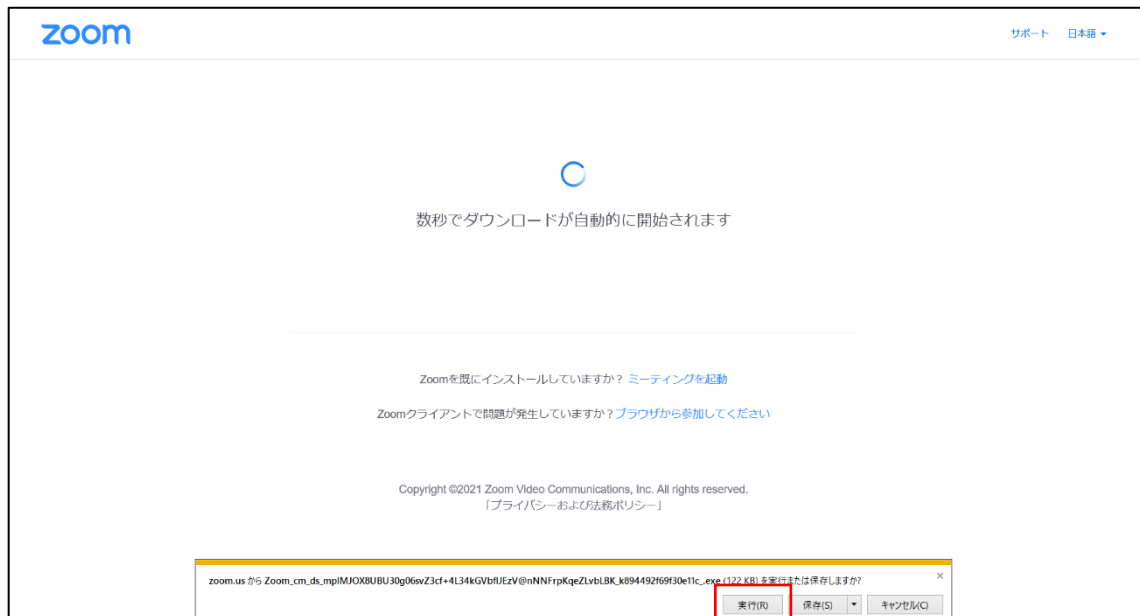 zoom
サポート 日本語
数秒でダウンロードが自動的に開始されます
Zoomを既にインストールしていますか？ ミーティングを起動
Zoomクライアントで問題が発生していますか？ブラウザから参加してください
Copyright ©2021 Zoom Video Communications, Inc. All rights reserved.
「プライバシーおよび法務ポリシー」
zoom.us から Zoom_cm_ds_mplMJOX8UBU30g06svZ3cf+4L34kGVbfIJEzV@nNNFrpKqeZLvbLBK_k894492f69f30e11c_.exe (122 KB) を実行または保存しますか?
実行(R) 保存(S) キャンセル(C)